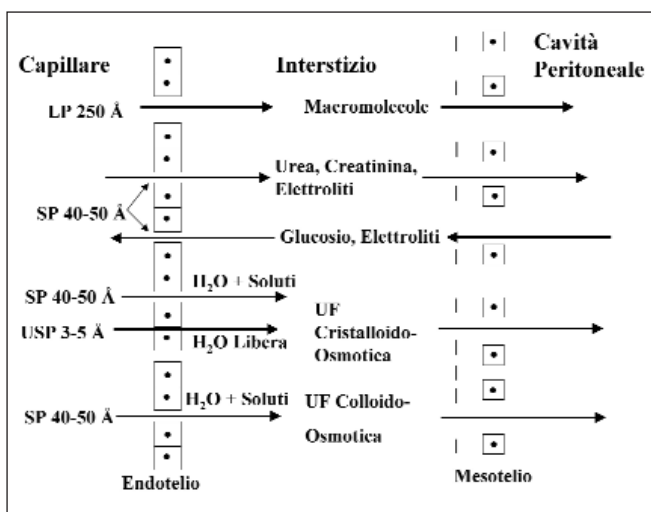 Capillare
Interstizio
Cavità
Peritoneale
LP 250 Å
Macromolecole
Urea, Creatinina,
Elettroliti
SP 40-50 Å
Glucosio, Elettroliti
H₂O + Soluti
SP 40-50 Å
UF
USP 3-5 Å
Cristalloido-
H₂O Libera
Osmotica
H₂O + Soluti
SP 40-50 Å
UF Colloido-
Osmotica
Endotelio
Mesotelio